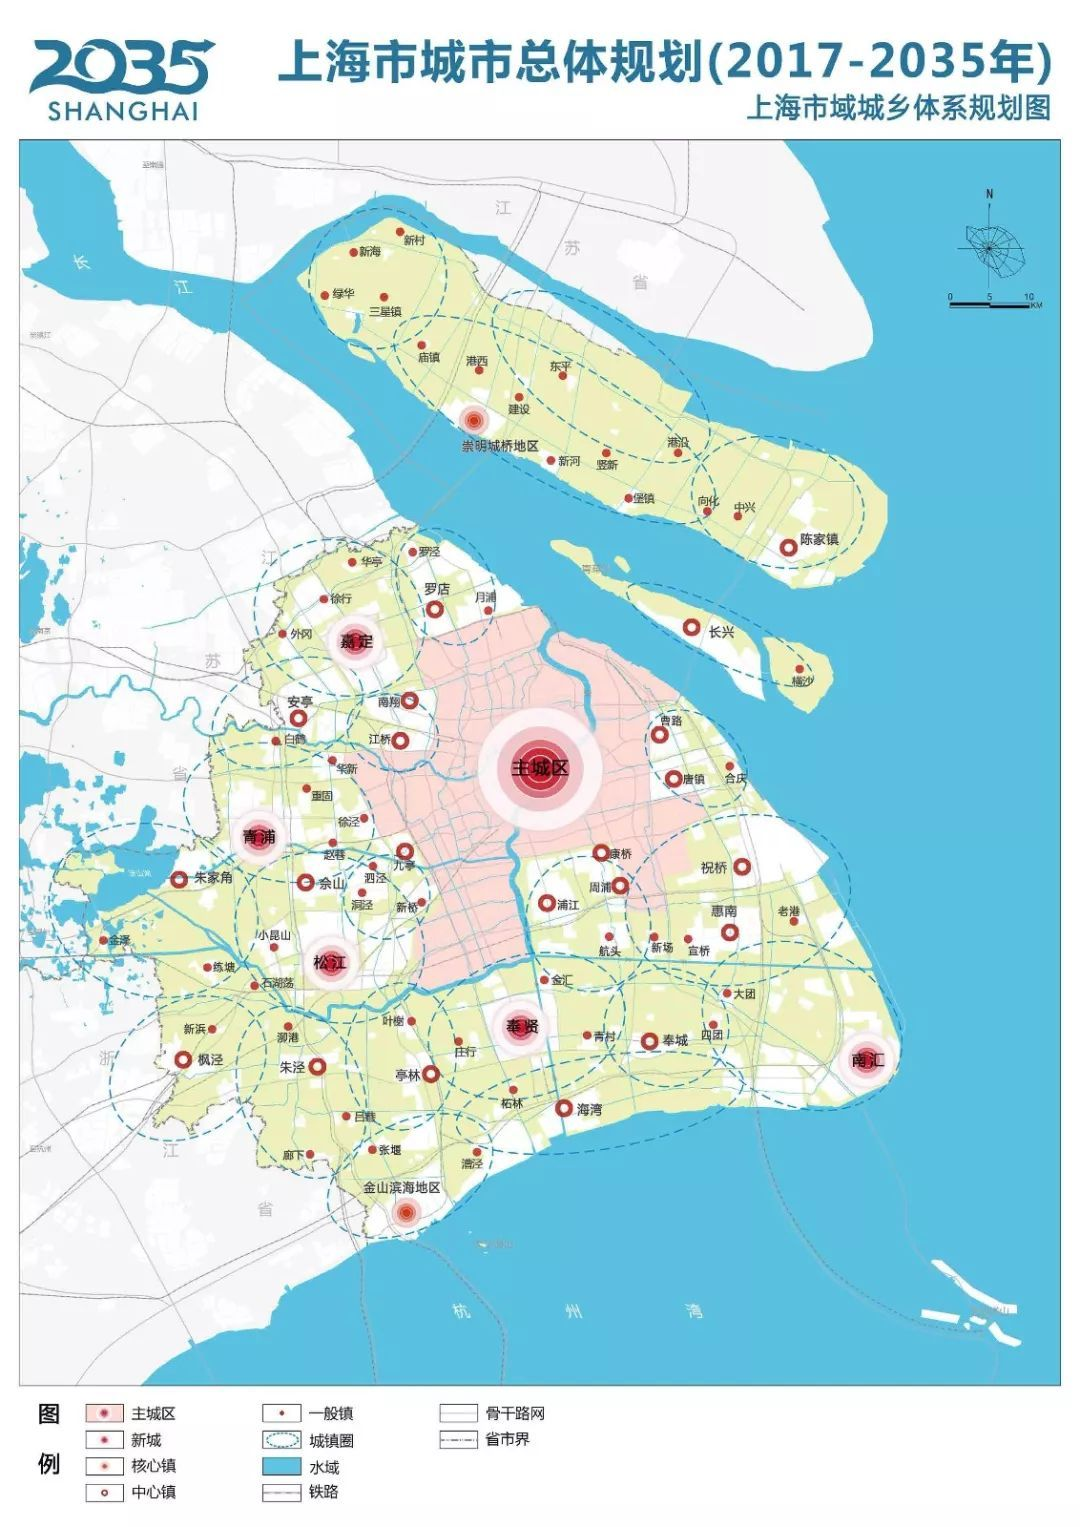 2035
SHANGHAI
上海市城市总体规划(2017-2035年)
上海市域城乡体系规划图
至南通
江
苏
省
长
江
N
0 5 10
KM
新村
新海
绿华
三星镇
庙镇
港西
东平
建设
崇明城桥地区
新河
竖新
港沿
堡镇
向化
中兴
陈家镇
江
华亭
罗泾
徐行
罗店
月浦
外冈
嘉定
长兴
横沙
苏
安亭
南翔
曹路
白鹤
江桥
主城区
省
华新
唐镇
合庆
重固
徐泾
青浦
赵巷
九亭
康桥
朱家角
佘山
泗泾
周浦
祝桥
洞泾
新桥
浦江
惠南
老港
金泽
小昆山
航头
新场
宣桥
练塘
松江
石湖荡
金汇
大团
新浜
泖港
叶榭
奉贤
青村
奉城
四团
浙
枫泾
朱泾
庄行
南汇
亭林
柘林
海湾
吕巷
至杭州
江
廊下
张堰
漕泾
金山滨海地区
省
杭
州
湾
图
例
主城区
新城
核心镇
中心镇
一般镇
城镇圈
水域
铁路
骨干路网
省市界